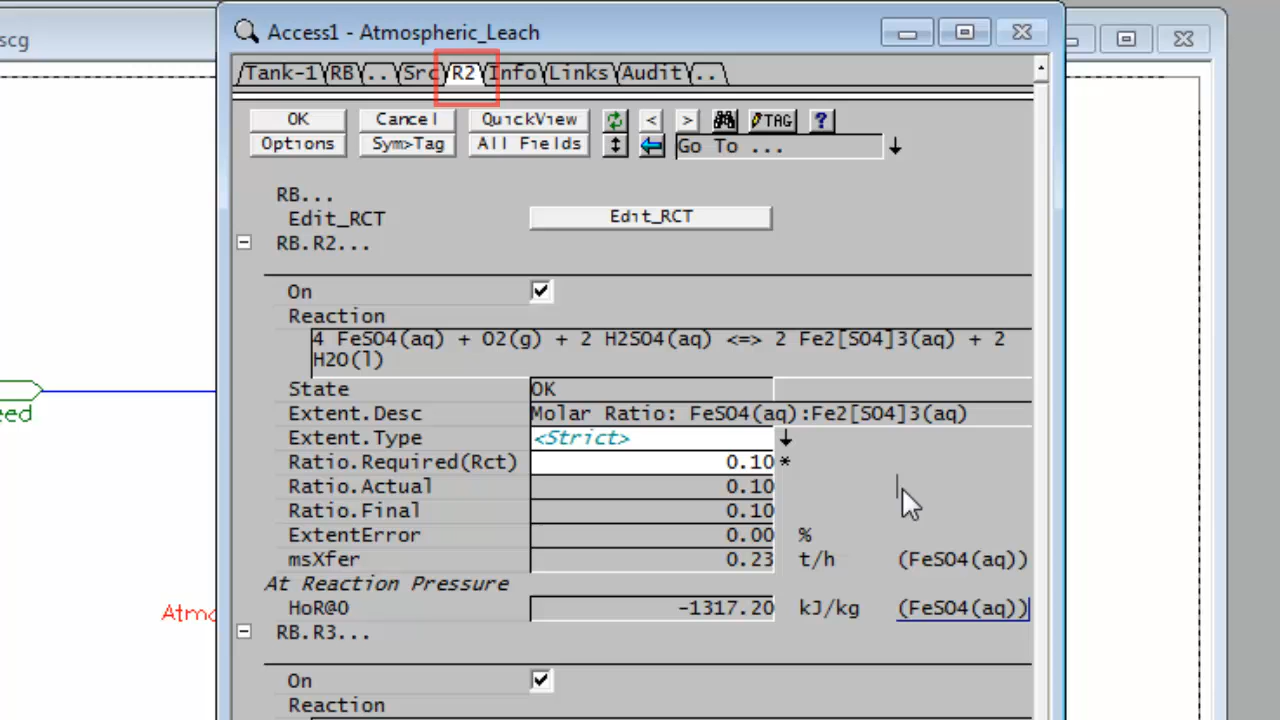 scg
Access1 - Atmospheric_Leach
Tank-1 RB .. Src R2 Info Links Audit ..
OK Cancel QuickView < > TAG ?
Options Sym>Tag All Fields Go To ...
RB...
Edit_RCT Edit_RCT
RB.R2...
On
Reaction
4 FeSO4(aq) + O2(g) + 2 H2SO4(aq) <=> 2 Fe2[SO4]3(aq) + 2
H2O(l)
State OK
Extent.Desc Molar Ratio: FeSO4(aq):Fe2[SO4]3(aq)
eed
Extent.Type <Strict>
Ratio.Required(Rct) 0.10 *
Ratio.Actual 0.10
Ratio.Final 0.10
ExtentError 0.00 %
msXfer 0.23 t/h (FeSO4(aq))
At Reaction Pressure
HoR@0 -1317.20 kJ/kg (FeSO4(aq))
Atmo
RB.R3...
On
Reaction